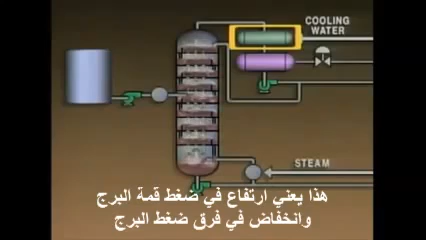 COOLING
WATER
STEAM
هذا يعني ارتفاع في ضغط قمة البرج
وانخفاض في فرق ضغط البرج